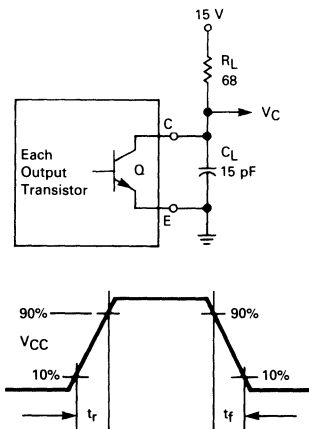 15 V
R_L
68
V_C
C
Each
Output
Transistor
Q
C_L
15 pF
E
90%
90%
V_CC
10%
10%
t_r
t_f